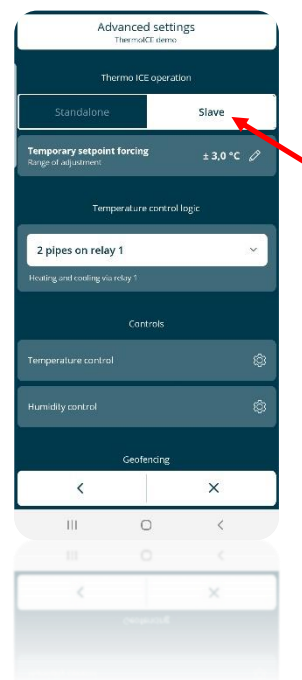 Advanced settings
ThermoICE demo
Thermo ICE operation
Standalone
Slave
Temporary setpoint forcing
Range of adjustment
± 3,0 °C
Temperature control logic
2 pipes on relay 1
Heating and cooling via relay 1
Controls
Temperature control
Humidity control
Geofencing